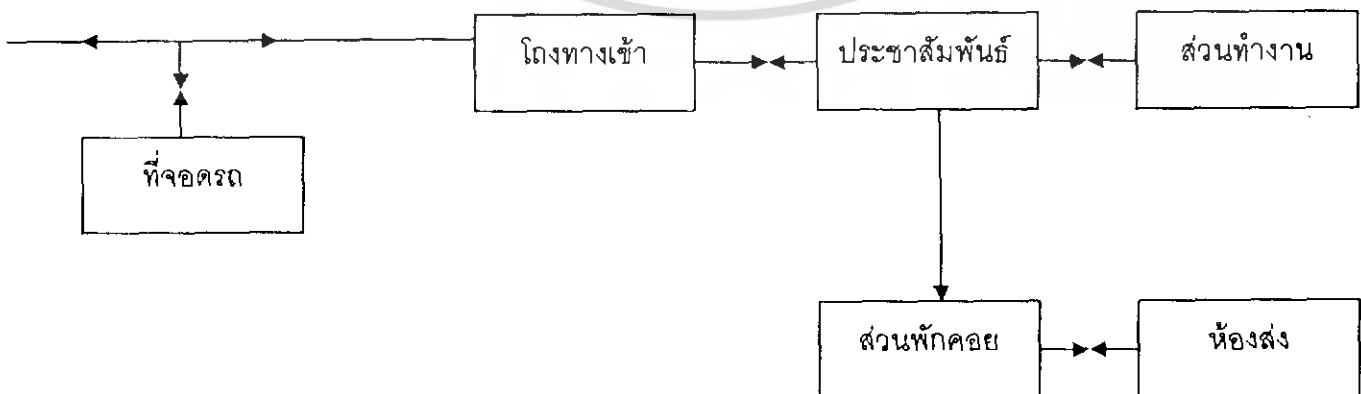 โถงทางเข้า
ประชาสัมพันธ์
ส่วนทำงาน
ที่จอดรถ
ส่วนพักคอย
ห้องส่ง